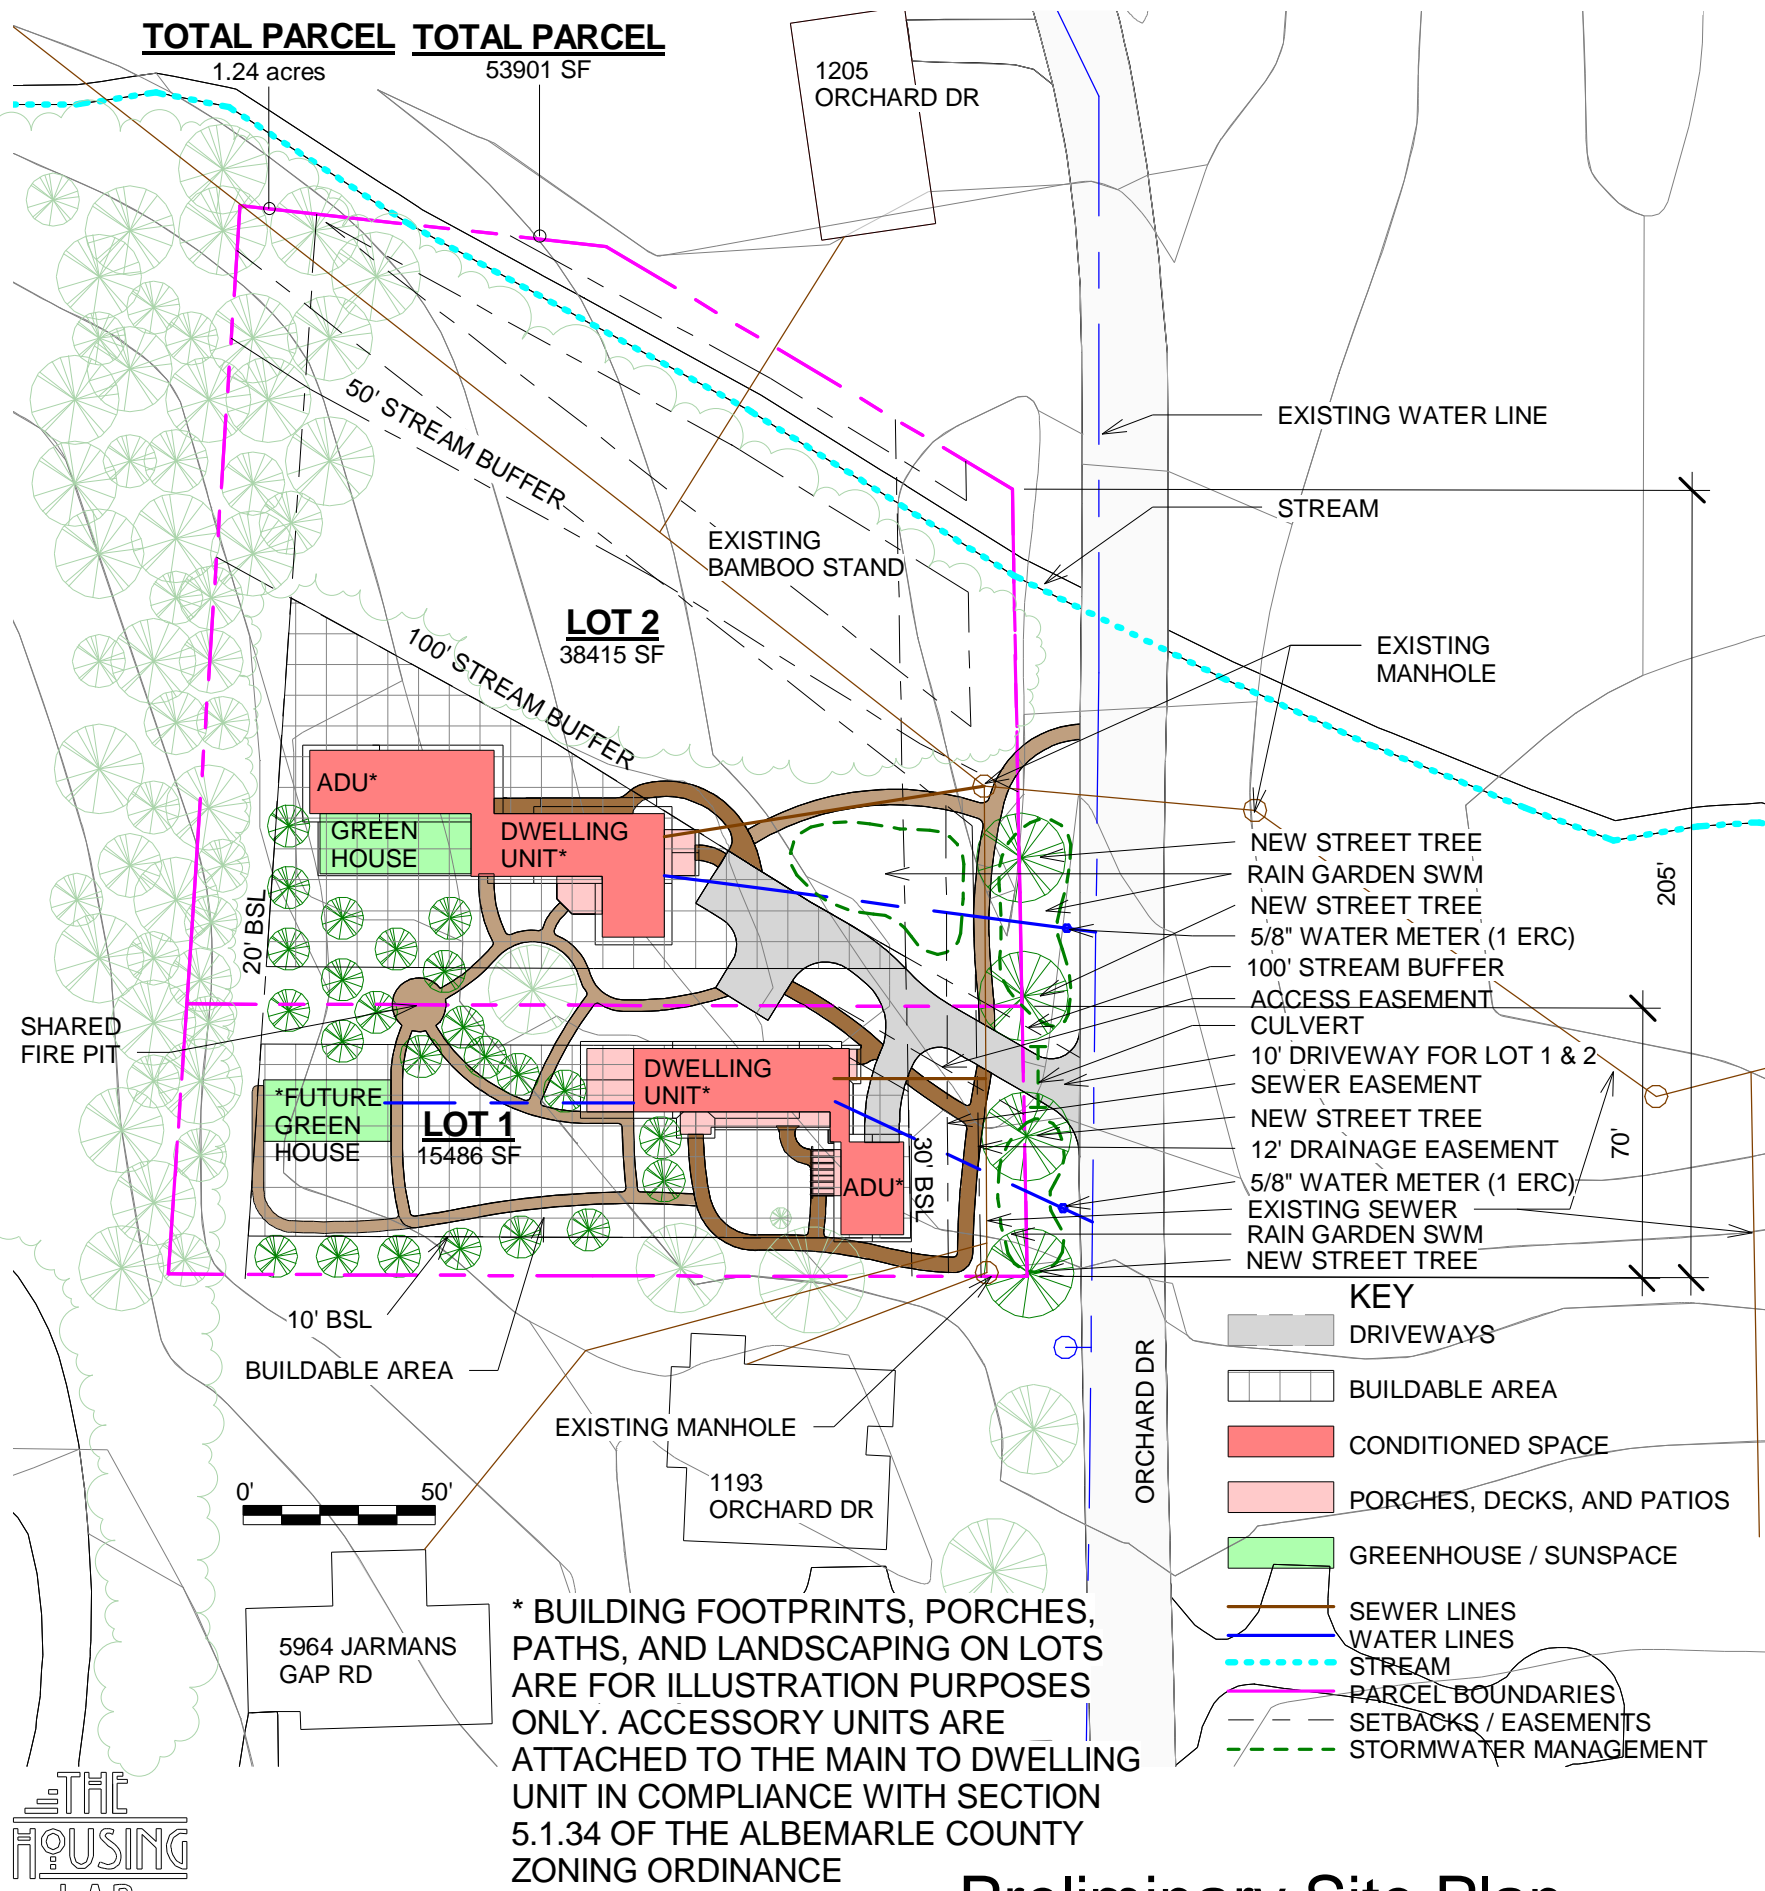 TOTAL PARCEL
1.24 acres
TOTAL PARCEL
53901 SF
1205
ORCHARD DR
50' STREAM BUFFER
EXISTING WATER LINE
STREAM
EXISTING
BAMBOO STAND
LOT 2
38415 SF
100' STREAM BUFFER
EXISTING
MANHOLE
ADU*
GREEN
HOUSE
DWELLING
UNIT*
20' BSL
205'
NEW STREET TREE
RAIN GARDEN SWM
NEW STREET TREE
5/8" WATER METER (1 ERC)
100' STREAM BUFFER
ACCESS EASEMENT
CULVERT
10' DRIVEWAY FOR LOT 1 & 2
SEWER EASEMENT
NEW STREET TREE
12' DRAINAGE EASEMENT
5/8" WATER METER (1 ERC)
EXISTING SEWER
RAIN GARDEN SWM
NEW STREET TREE
70'
SHARED
FIRE PIT
DWELLING
UNIT*
*FUTURE
GREEN
HOUSE
LOT 1
15486 SF
ADU*
30' BSL
10' BSL
BUILDABLE AREA
EXISTING MANHOLE
ORCHARD DR
1193
ORCHARD DR
0'
50'
5964 JARMANS
GAP RD
KEY
DRIVEWAYS
BUILDABLE AREA
CONDITIONED SPACE
PORCHES, DECKS, AND PATIOS
GREENHOUSE / SUNSPACE
SEWER LINES
WATER LINES
STREAM
PARCEL BOUNDARIES
SETBACKS / EASEMENTS
STORMWATER MANAGEMENT
* BUILDING FOOTPRINTS, PORCHES,
PATHS, AND LANDSCAPING ON LOTS
ARE FOR ILLUSTRATION PURPOSES
ONLY. ACCESSORY UNITS ARE
ATTACHED TO THE MAIN TO DWELLING
UNIT IN COMPLIANCE WITH SECTION
5.1.34 OF THE ALBEMARLE COUNTY
ZONING ORDINANCE
THE
HOUSING
LAB
Preliminary Site Plan